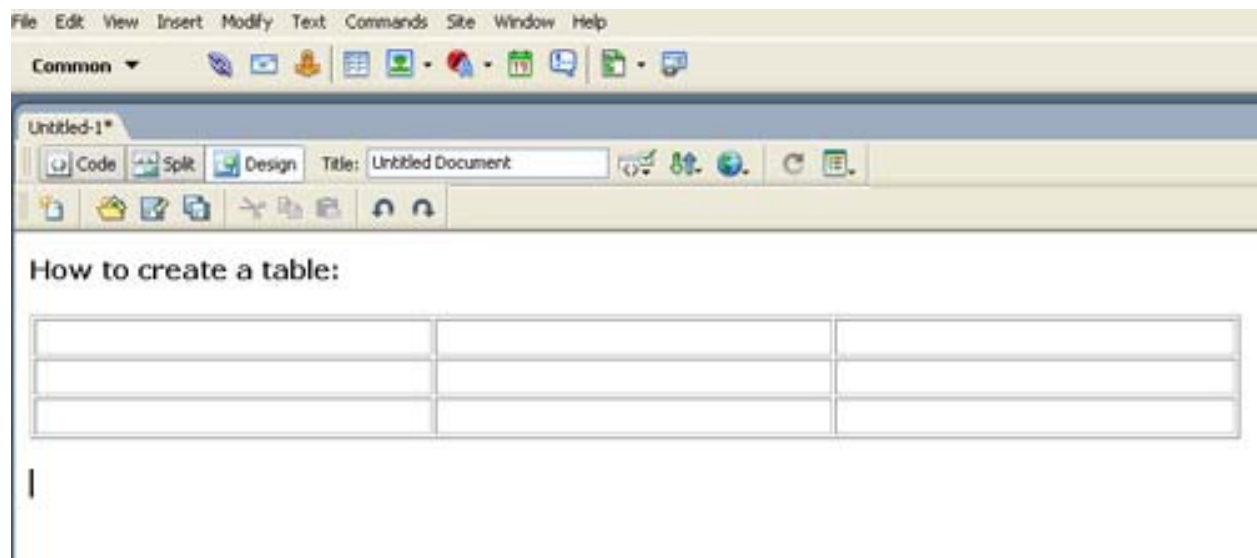 File Edit View Insert Modify Text Commands Site Window Help
Common
Untitled-1*
Code Split Design Title: Untitled Document
How to create a table: